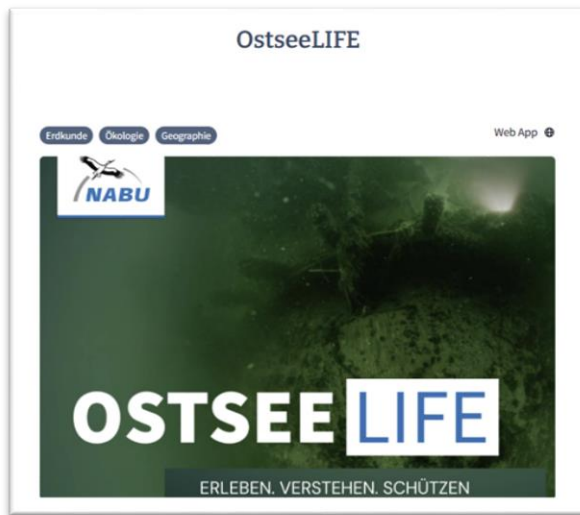 OstseeLIFE
Erdkunde Ökologie Geographie Web App
NABU
OSTSEE LIFE
ERLEBEN. VERSTEHEN. SCHÜTZEN